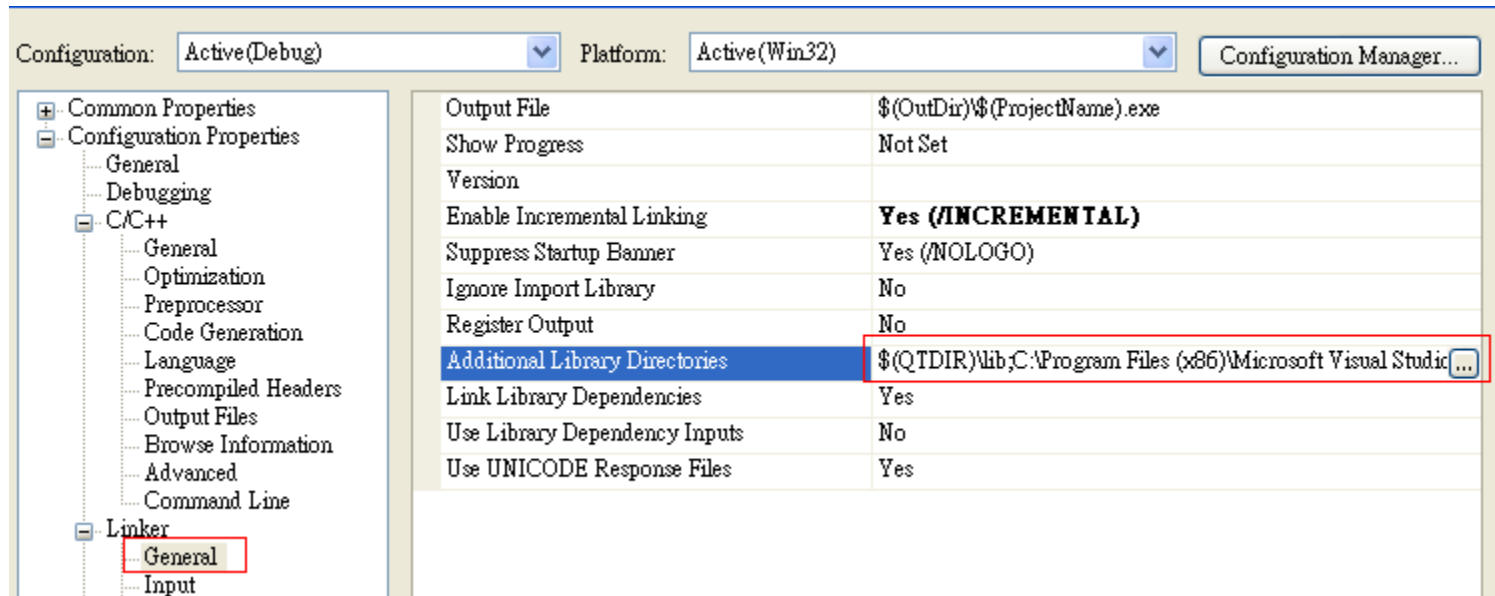 Configuration: Active(Debug) Platform: Active(Win32) Configuration Manager...
Common Properties
Configuration Properties
General
Debugging
C/C++
General
Optimization
Preprocessor
Code Generation
Language
Precompiled Headers
Output Files
Browse Information
Advanced
Command Line
Linker
General
Input
Output File $(OutDir)\$(ProjectName).exe
Show Progress Not Set
Version
Enable Incremental Linking Yes (/INCREMENTAL)
Suppress Startup Banner Yes (/NOLOGO)
Ignore Import Library No
Register Output No
Additional Library Directories $(QTDIR)\lib;C:\Program Files (x86)\Microsoft Visual Studio ...
Link Library Dependencies Yes
Use Library Dependency Inputs No
Use UNICODE Response Files Yes